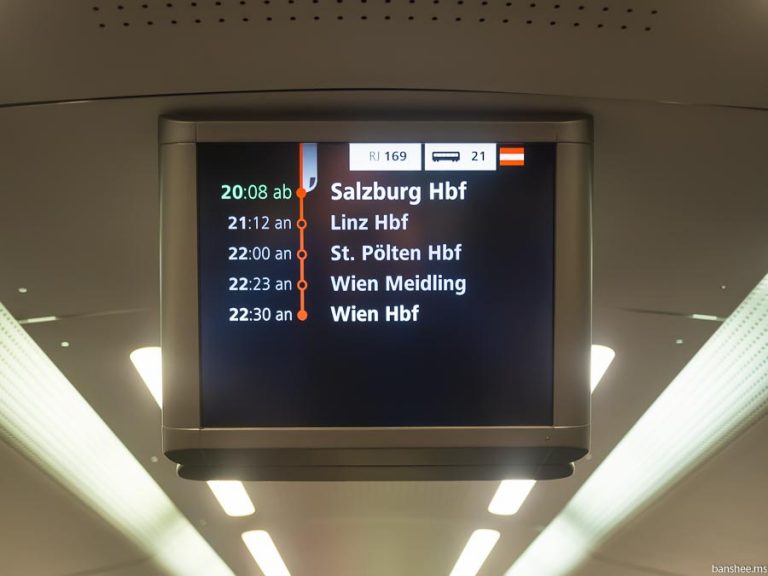 RJ 169 21
20:08 ab Salzburg Hbf
21:12 an Linz Hbf
22:00 an St. Pölten Hbf
22:23 an Wien Meidling
22:30 an Wien Hbf
banshee.ms